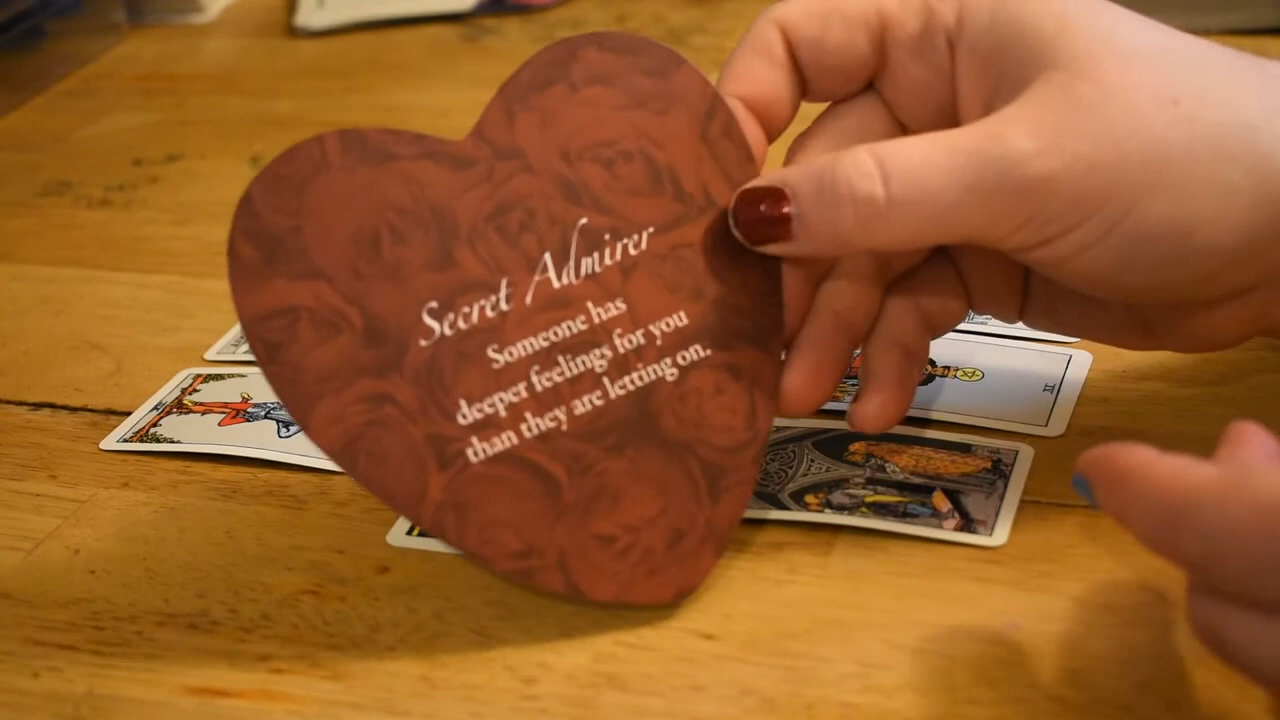 Secret Admirer
Someone has
deeper feelings for you
than they are letting on.